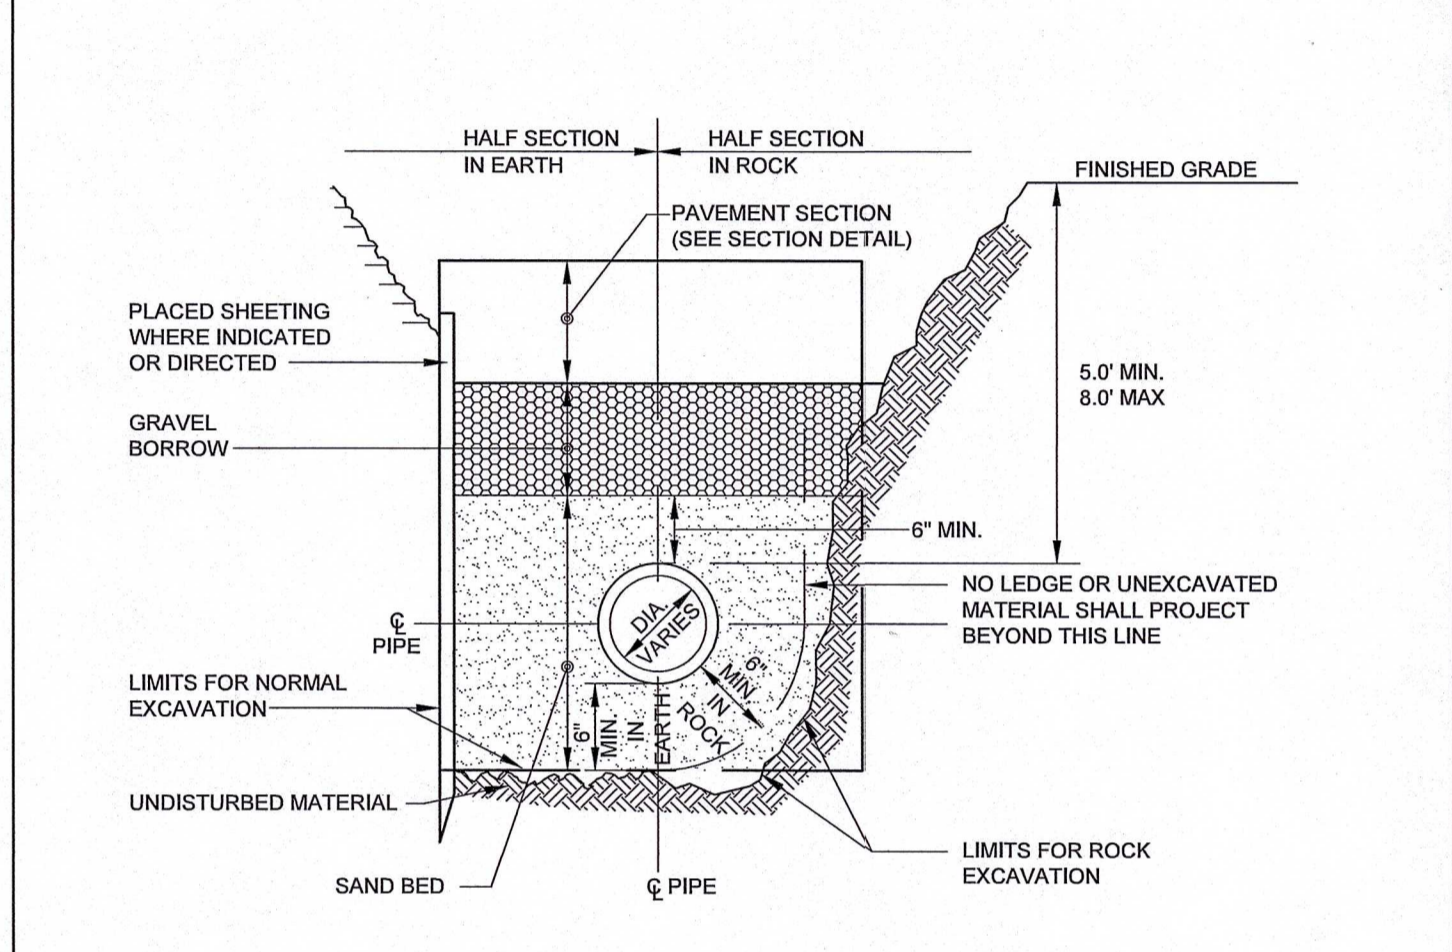 HALF SECTION
IN EARTH
HALF SECTION
IN ROCK
FINISHED GRADE
PAVEMENT SECTION
(SEE SECTION DETAIL)
PLACED SHEETING
WHERE INDICATED
OR DIRECTED
5.0' MIN.
8.0' MAX
GRAVEL
BORROW
6" MIN.
NO LEDGE OR UNEXCAVATED
MATERIAL SHALL PROJECT
BEYOND THIS LINE
DIA.
VARIES
℄
PIPE
6"
MIN.
IN
ROCK
6"
MIN.
IN
EARTH
LIMITS FOR NORMAL
EXCAVATION
UNDISTURBED MATERIAL
LIMITS FOR ROCK
EXCAVATION
SAND BED
℄ PIPE